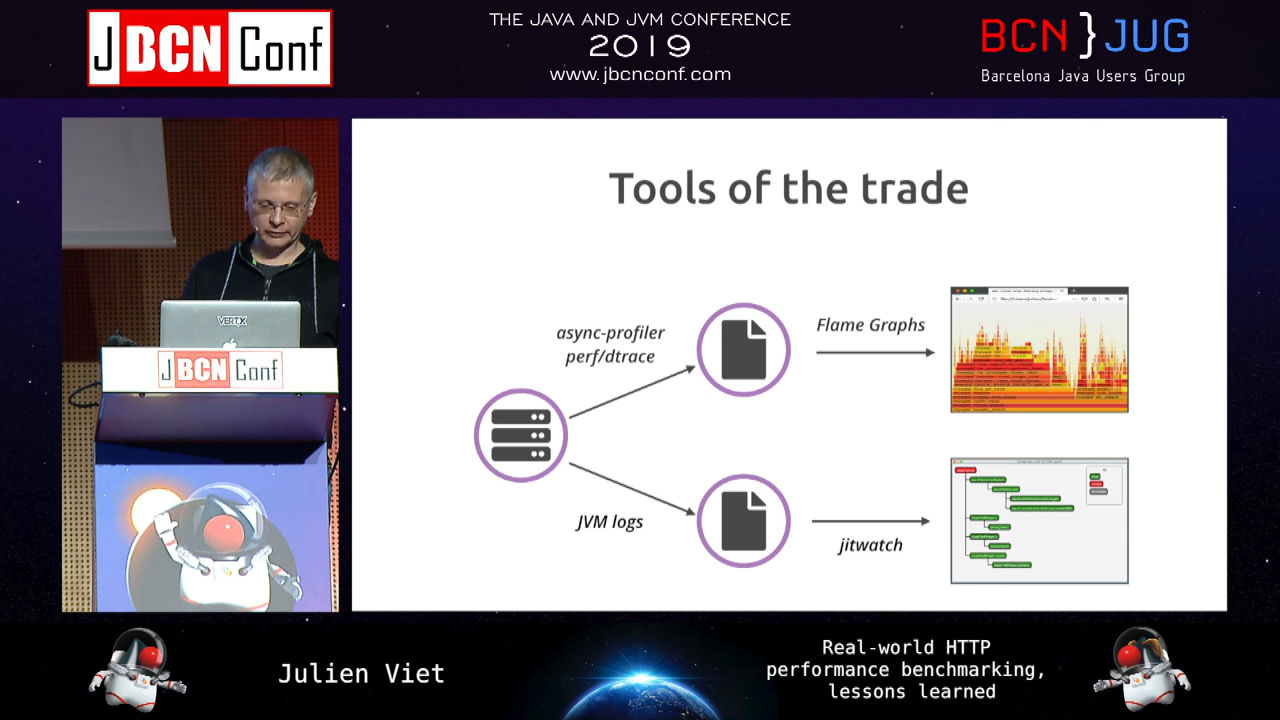 JBCNConf
THE JAVA AND JVM CONFERENCE
2019
www.jbcnconf.com
BCN}JUG
Barcelona Java Users Group
Tools of the trade
async-profiler
perf/dtrace
Flame Graphs
JVM logs
jitwatch
VERT.X
JBCNConf
Julien Viet
Real-world HTTP
performance benchmarking,
lessons learned